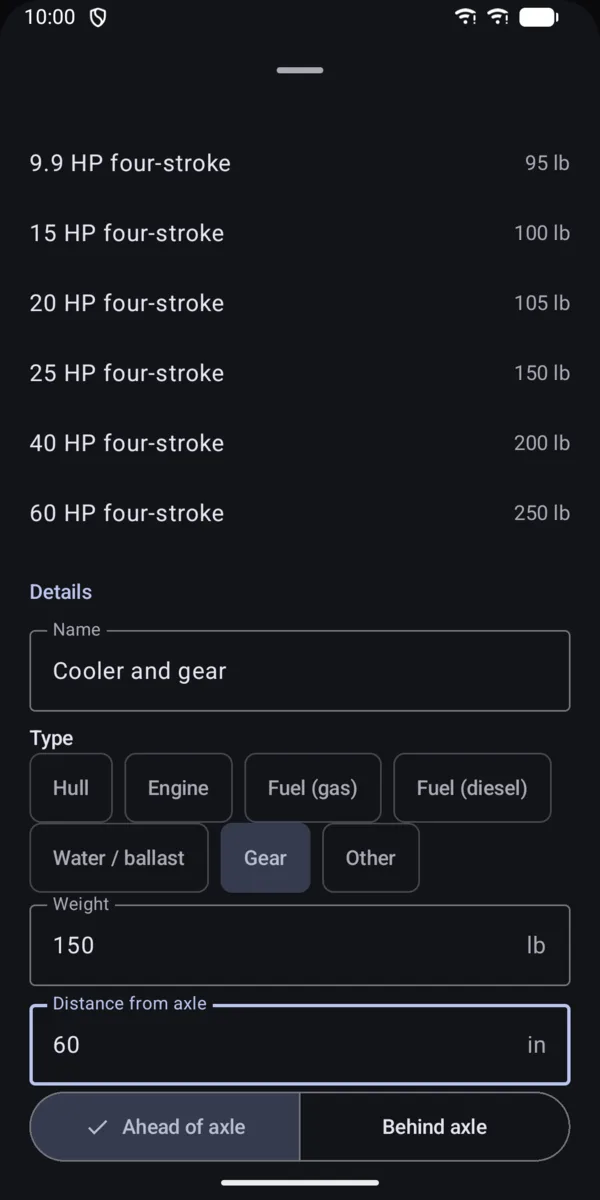 10:00
9.9 HP four-stroke 95 lb
15 HP four-stroke 100 lb
20 HP four-stroke 105 lb
25 HP four-stroke 150 lb
40 HP four-stroke 200 lb
60 HP four-stroke 250 lb
Details
Name
Cooler and gear
Type
Hull Engine Fuel (gas) Fuel (diesel)
Water / ballast Gear Other
Weight
150 lb
Distance from axle
60 in
Ahead of axle Behind axle